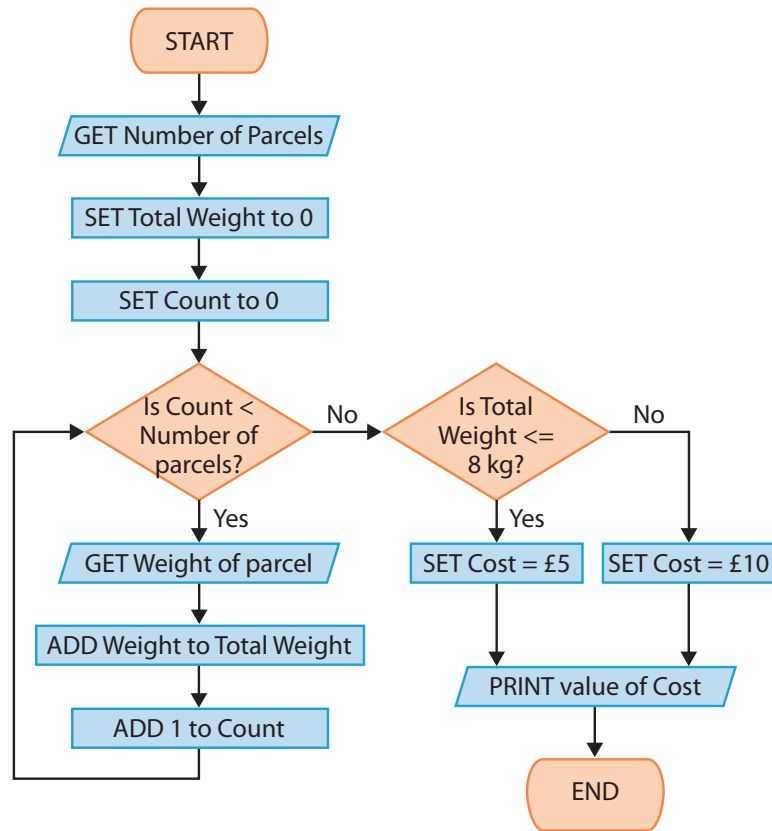 START
GET Number of Parcels
SET Total Weight to 0
SET Count to 0
Is Count <
Number of
parcels?
No
Is Total
Weight <=
8 kg?
No
Yes
Yes
GET Weight of parcel
SET Cost = £5
SET Cost = £10
ADD Weight to Total Weight
PRINT value of Cost
ADD 1 to Count
END